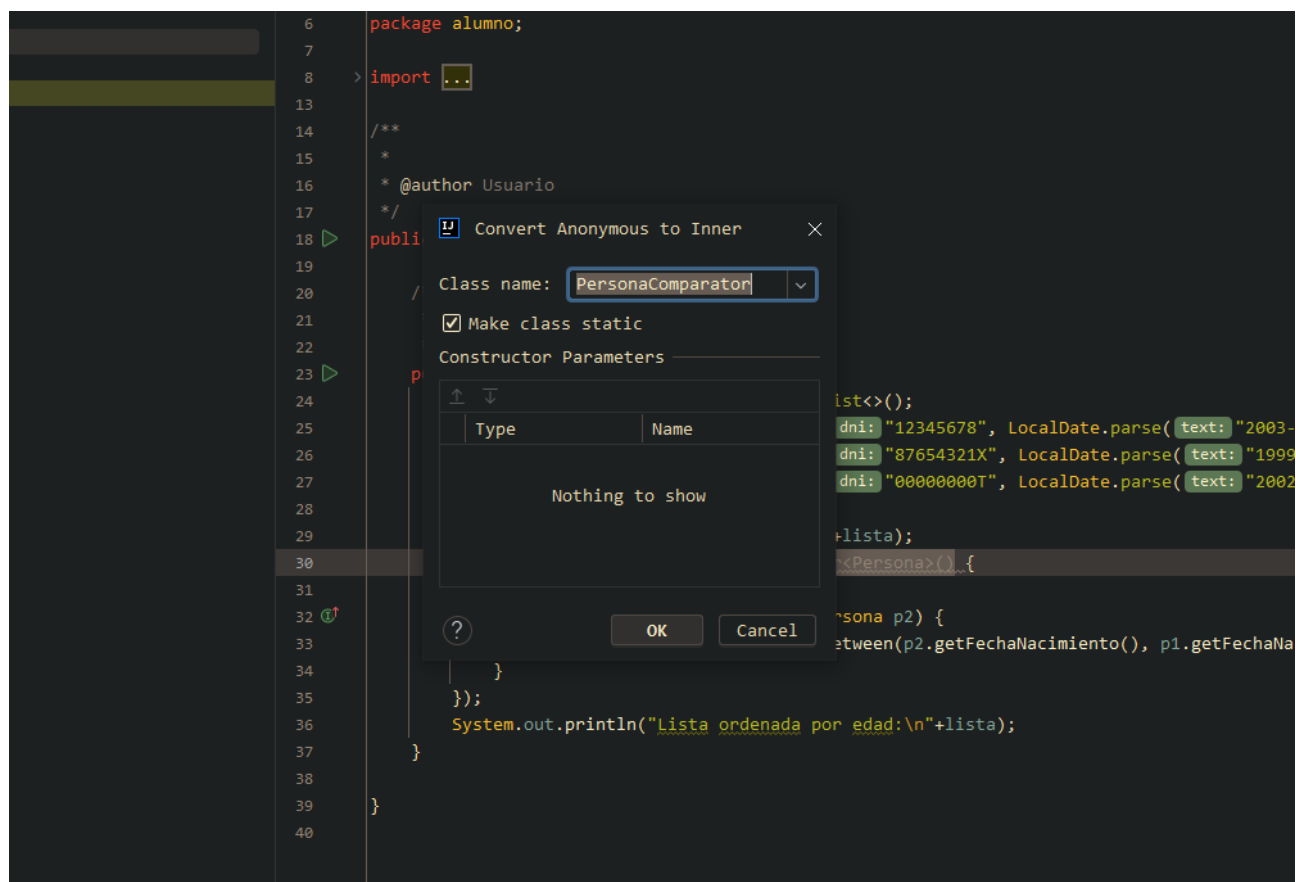 6 package alumno;
7
8 import ...
13
14 /**
15 *
16 * @author Usuario
17 */
18 publi
19
20 /
21
22
23 p
24 ist<>();
25 dni: "12345678", LocalDate.parse( text: "2003-
26 dni: "87654321X", LocalDate.parse( text: "1999
27 dni: "00000000T", LocalDate.parse( text: "2002
28
29 +lista);
30 r<Persona>() {
31
32 rsona p2) {
33 etween(p2.getFechaNacimiento(), p1.getFechaNa
34 }
35 });
36 System.out.println("Lista ordenada por edad:\n"+lista);
37 }
38
39 }
40
IJ Convert Anonymous to Inner
Class name: PersonaComparator
Make class static
Constructor Parameters
Type Name
Nothing to show
? OK Cancel